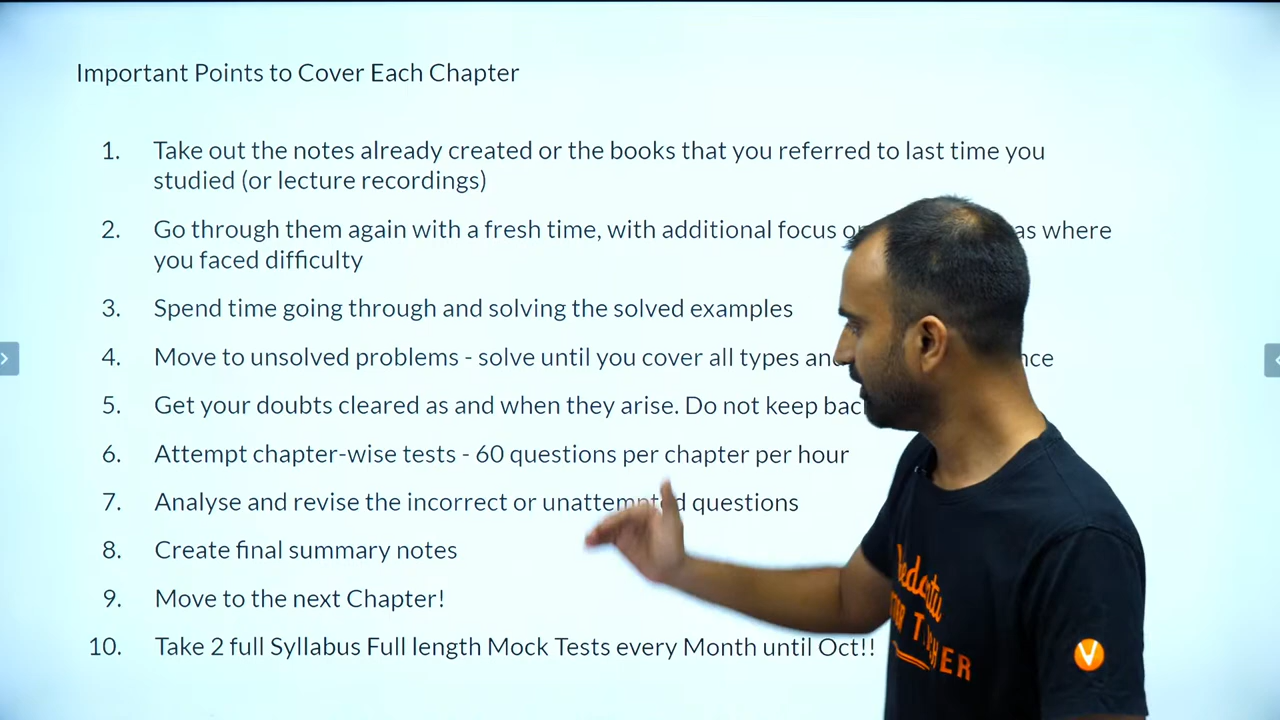 Important Points to Cover Each Chapter
1. Take out the notes already created or the books that you referred to last time you
studied (or lecture recordings)
2. Go through them again with a fresh time, with additional focus where
you faced difficulty
3. Spend time going through and solving the solved examples
4. Move to unsolved problems - solve until you cover all types
5. Get your doubts cleared as and when they arise. Do not keep
6. Attempt chapter-wise tests - 60 questions per chapter per hour
7. Analyse and revise the incorrect or unattempted questions
8. Create final summary notes
9. Move to the next Chapter!
10. Take 2 full Syllabus Full length Mock Tests every Month until Oct!!
V